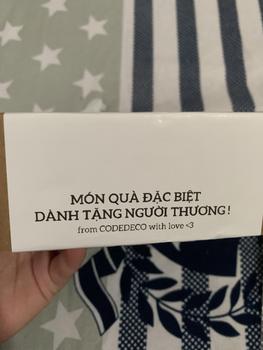 MÓN QUÀ ĐẶC BIỆT
DÀNH TẶNG NGƯỜI THƯƠNG !
from CODEDECO with love <3